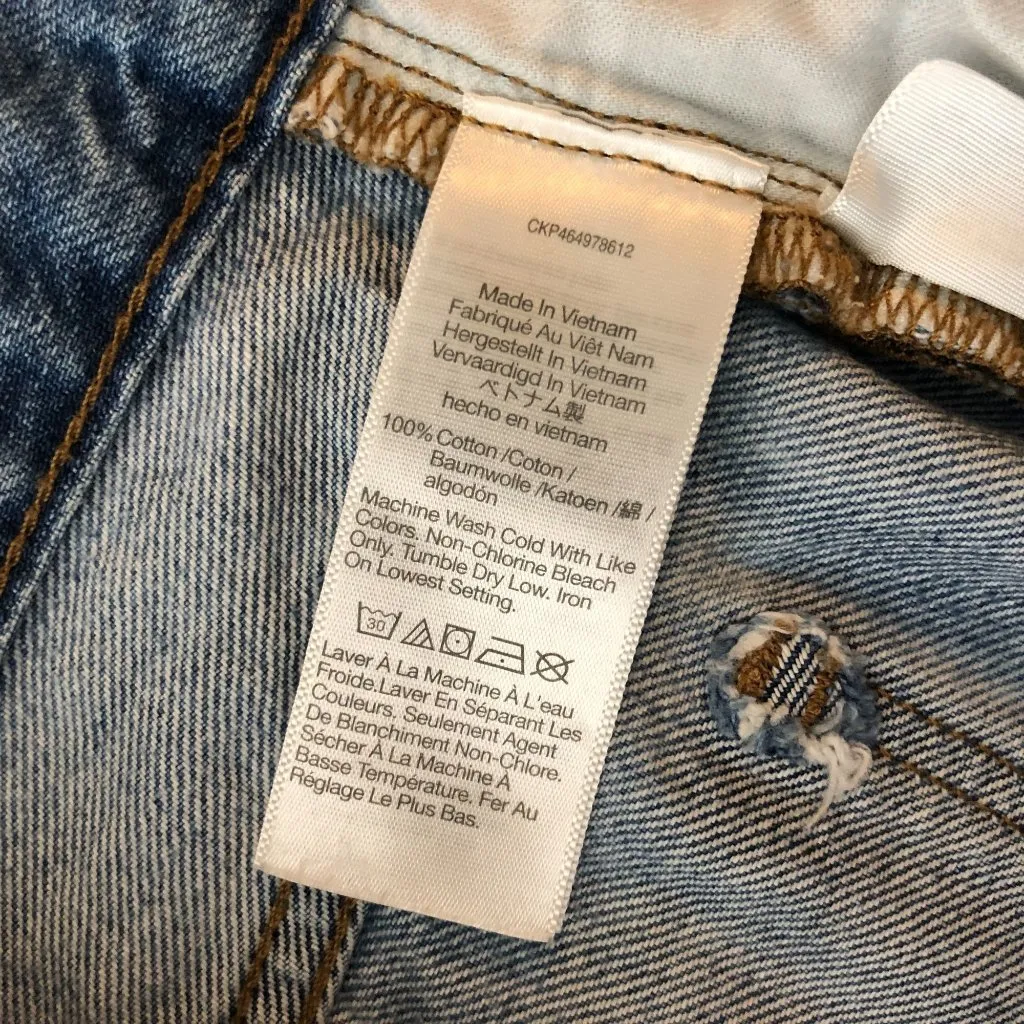 CKP464978612
Made In Vietnam
Fabriqué Au Viêt Nam
Hergestellt In Vietnam
Vervaardigd In Vietnam
ベトナム製
hecho en vietnam
100% Cotton /Coton /
Baumwolle /Katoen /綿 /
algodón
Machine Wash Cold With Like
Colors. Non-Chlorine Bleach
Only. Tumble Dry Low. Iron
On Lowest Setting.
30
Laver À La Machine À L'eau
Froide.Laver En Séparant Les
Couleurs. Seulement Agent
De Blanchiment Non-Chlore.
Sécher À La Machine À
Basse Température. Fer Au
Réglage Le Plus Bas.